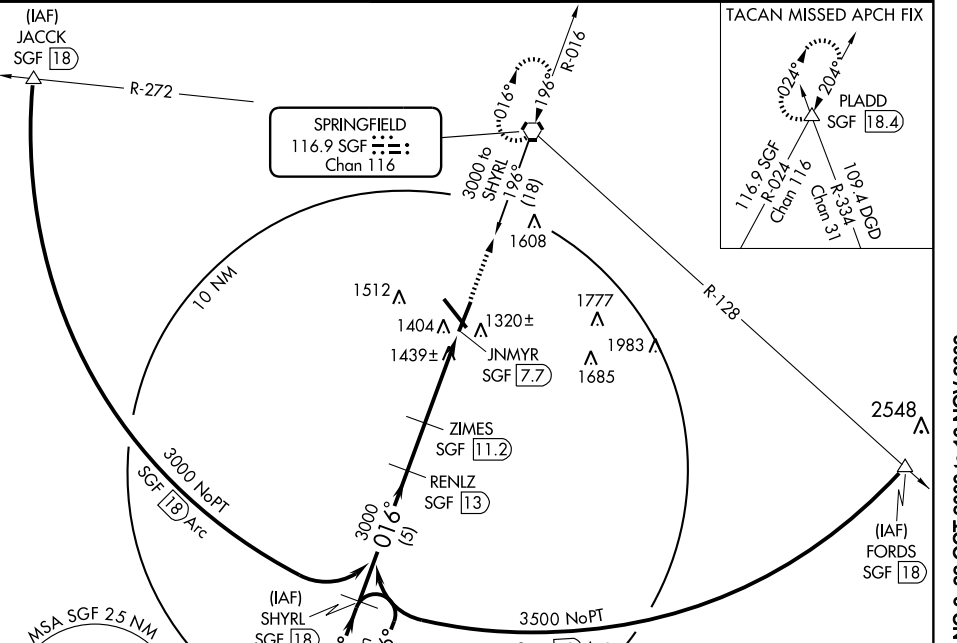 (IAF)
JACCK
SGF 18
R-272
SPRINGFIELD
116.9 SGF
Chan 116
016°
196°
R-016
3000 to
SHYRL
196°
(18)
TACAN MISSED APCH FIX
024°
204°
PLADD
SGF 18.4
116.9 SGF
R-024
Chan 116
109.4 DGD
R-334
Chan 31
1608
10 NM
1512
1404
1320±
1439±
1777
1983
1685
JNMYR
SGF 7.7
R-128
2548
ZIMES
SGF 11.2
RENLZ
SGF 13
3000 NoPT
SGF 18 Arc
3000
016°
(5)
(IAF)
FORDS
SGF 18
(IAF)
SHYRL
SGF 18
3500 NoPT
MSA SGF 25 NM